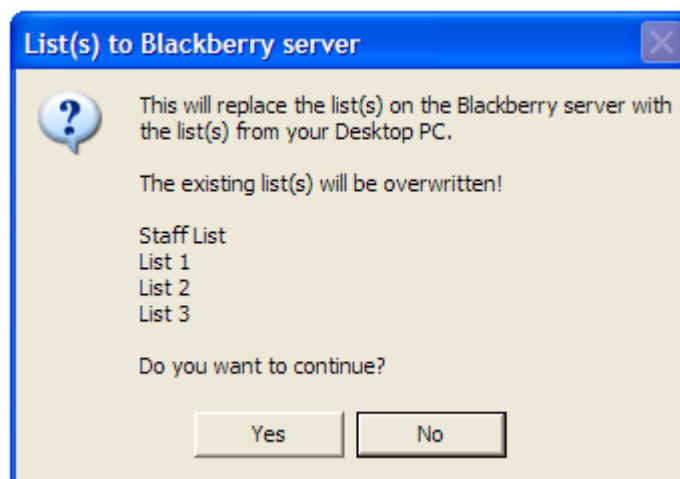 List(s) to Blackberry server
This will replace the list(s) on the Blackberry server with
the list(s) from your Desktop PC.
The existing list(s) will be overwritten!
Staff List
List 1
List 2
List 3
Do you want to continue?
Yes
No